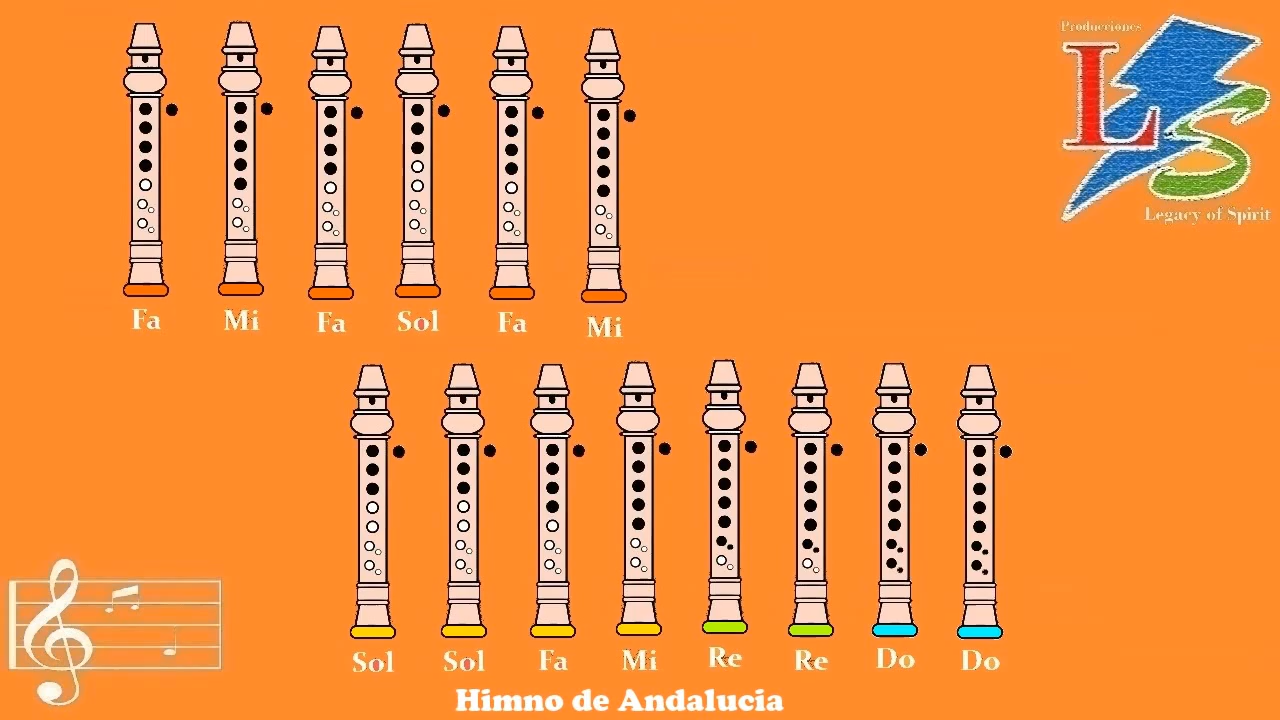 Producciones
LS
Legacy of Spirit
Fa Mi Fa Sol Fa Mi
Sol Sol Fa Mi Re Re Do Do
Himno de Andalucia